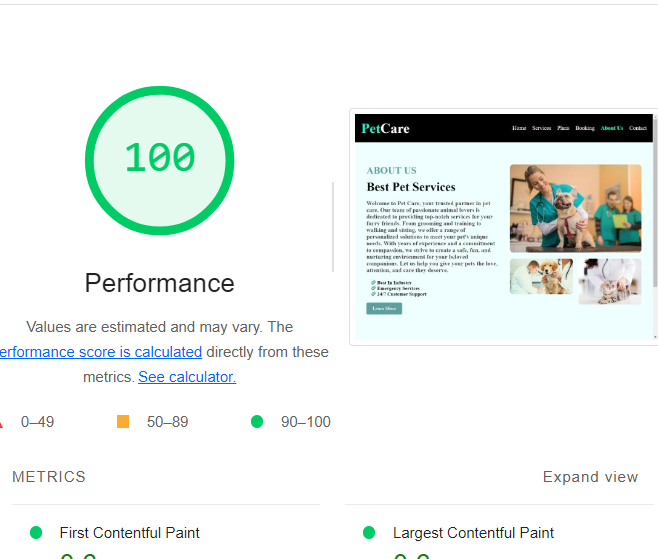 100
Performance
Values are estimated and may vary. The
erformance score is calculated directly from these
metrics. See calculator.
0–49
50–89
90–100
PetCare
Home Services Plans Booking About Us Contact
ABOUT US
Best Pet Services
Welcome to Pet Care, your trusted partner in pet
care. Our team of passionate animal lovers is
dedicated to providing top-notch services for your
furry friends. From grooming and training to
walking and sitting, we offer a range of
personalized solutions to meet your pet's unique
needs. With years of experience and a commitment
to compassion, we strive to create a safe, fun, and
nurturing environment for your beloved
companions. Let us help you give your pets the love,
attention, and care they deserve.
Best In Industry
Emergency Services
24/7 Customer Support
Learn More
METRICS
Expand view
First Contentful Paint
Largest Contentful Paint